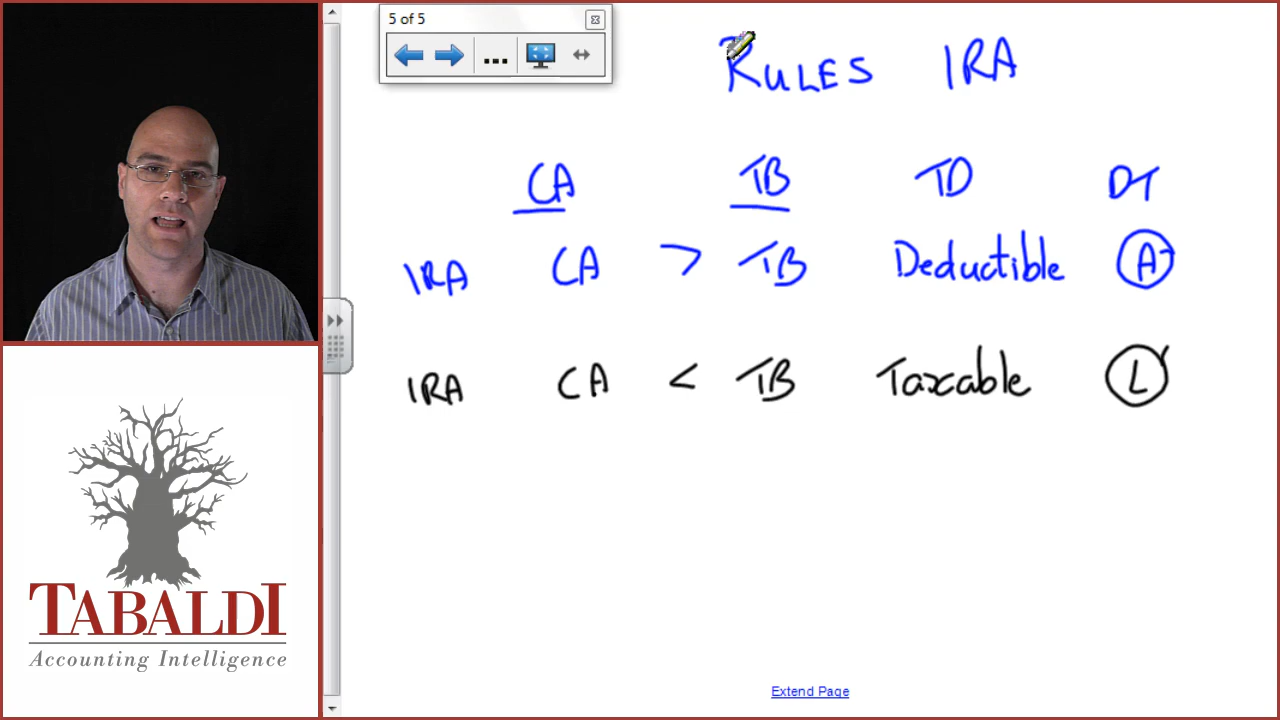 5 of 5
...
RULES IRA
CA TB TD DT
IRA CA > TB Deductible A
IRA CA < TB Taxable L
TABALDI
Accounting Intelligence
Extend Page